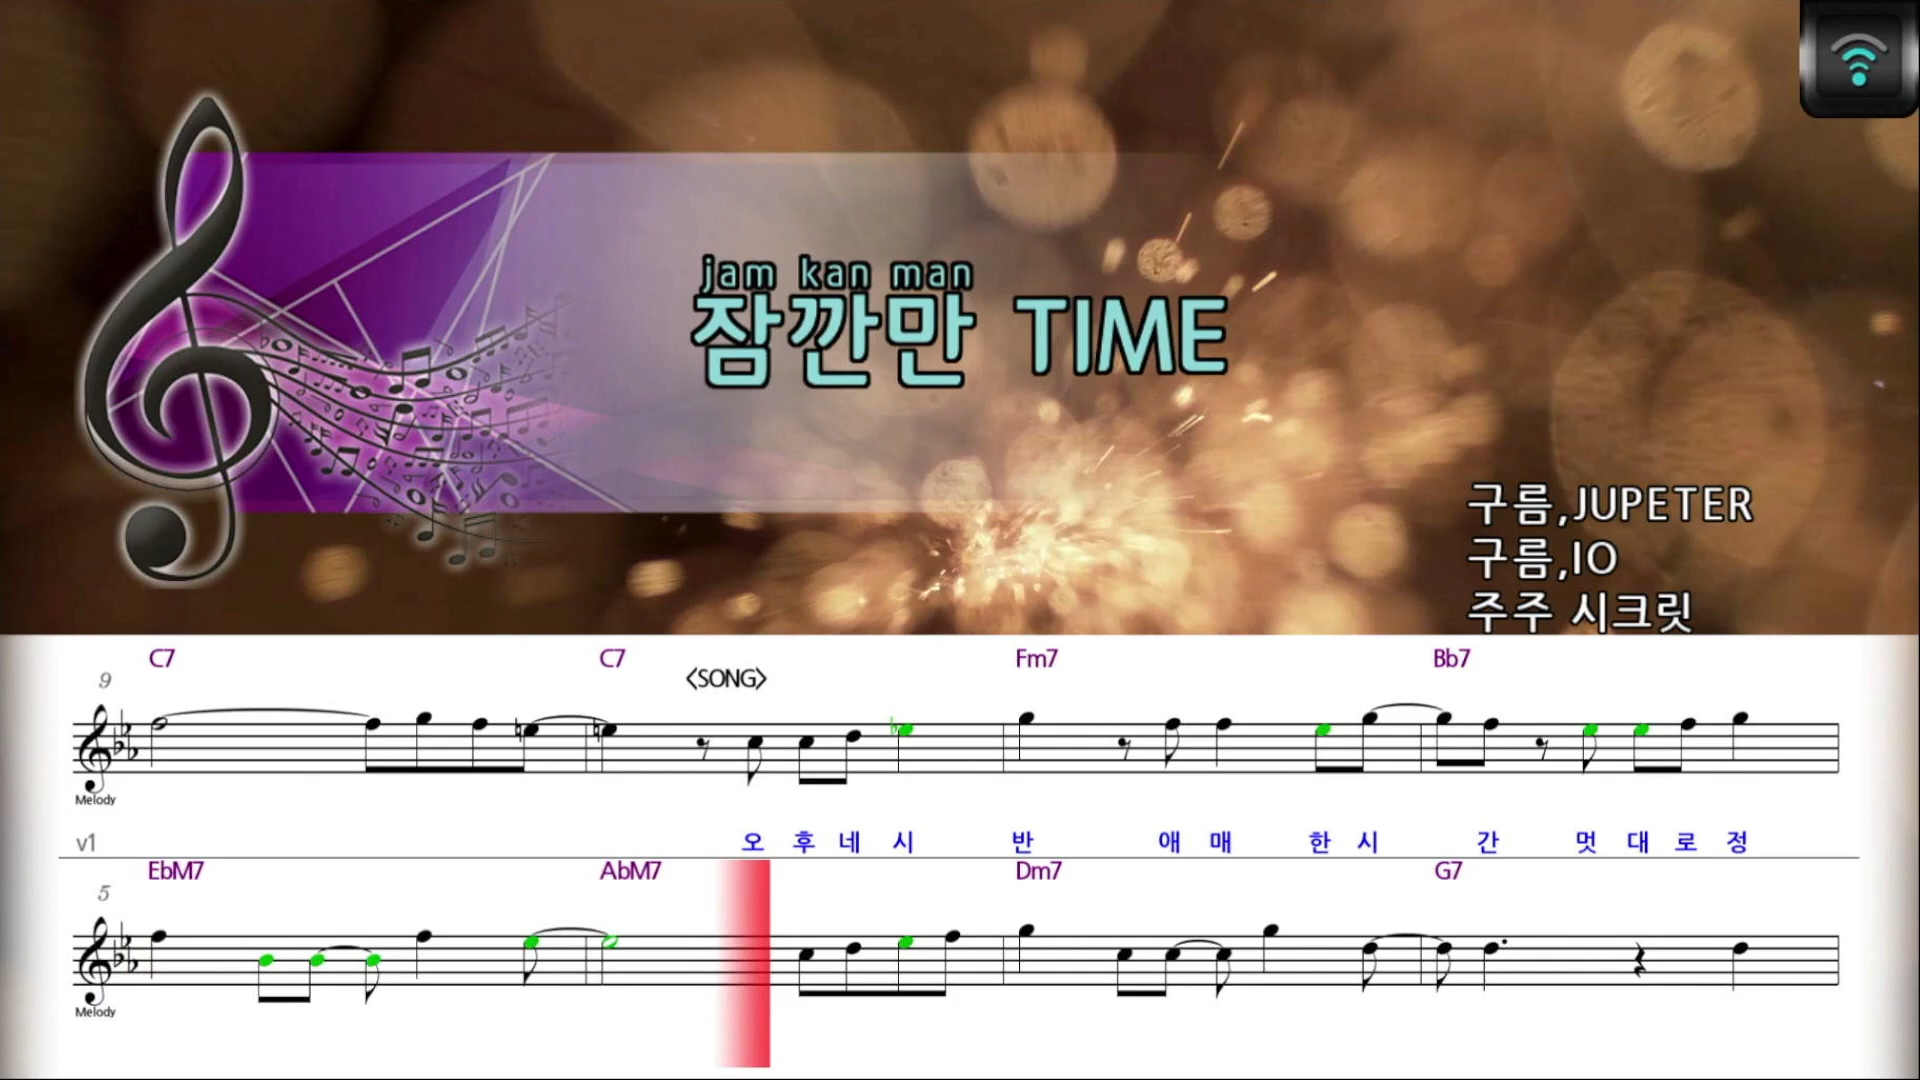 jam kan man
잠깐만 TIME
구름,JUPETER
구름,IO
주주 시크릿
C7 C7 Fm7 Bb7
<SONG>
9
Melody
v1 오 후 네 시 반 애 매 한 시 간 멋 대 로 정
EbM7 AbM7 Dm7 G7
5
Melody